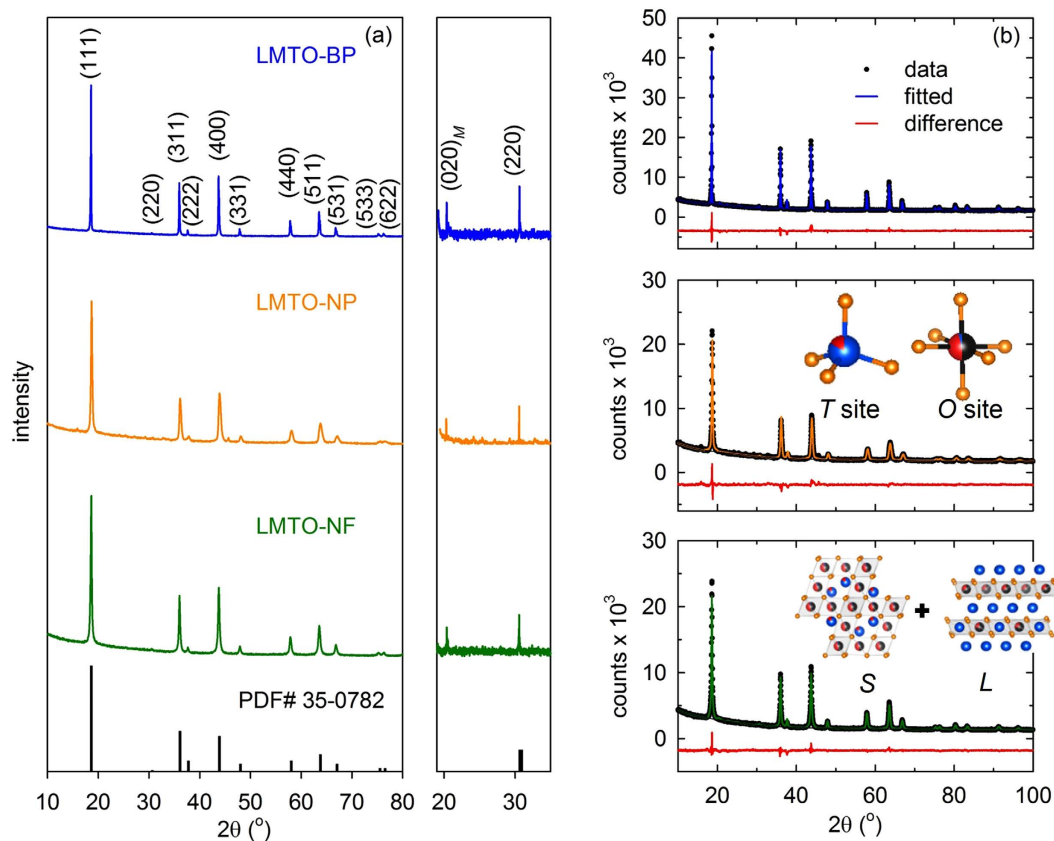 (a)
LMTO-BP
(111)
(220)
(311)
(222)
(400)
(331)
(440)
(511)
(531)
(533)
(622)
(020)M
(220)
LMTO-NP
LMTO-NF
PDF# 35-0782
intensity
10 20 30 40 50 60 70 80
20 30
2θ (°)
2θ (°)
(b)
data
fitted
difference
counts x 10³
50
40
30
20
10
0
T site
O site
counts x 10³
30
20
10
0
S
+
L
counts x 10³
30
20
10
0
20 40 60 80 100
2θ (°)